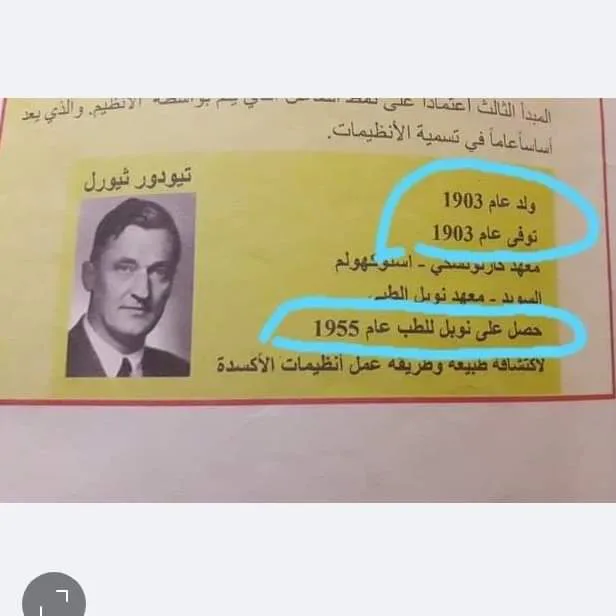 المبدأ الثالث اعتمادا على نمط التفاعل الذي يتم بواسطة الانظيم. والذي يعد
أساساً عاماً في تسمية الأنظيمات.
تيودور ثيورل
ولد عام 1903
توفى عام 1903
معهد كارولنسكي - استوكهولم
السويد - معهد نوبل الطبي.
حصل على نوبل للطب عام 1955
لاكتشافه طبيعة وطريقة عمل أنظيمات الأكسدة